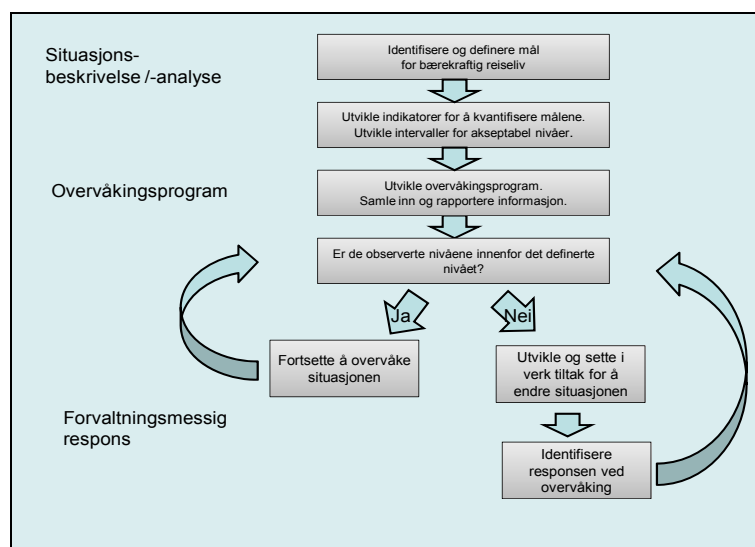 Situasjons-
beskrivelse /-analyse
Identifisere og definere mål
for bærekraftig reiseliv
Utvikle indikatorer for å kvantifisere målene.
Utvikle intervaller for akseptabel nivåer.
Overvåkingsprogram
Utvikle overvåkingsprogram.
Samle inn og rapportere informasjon.
Er de observerte nivåene innenfor det definerte
nivået?
Ja
Nei
Fortsette å overvåke
situasjonen
Utvikle og sette i
verk tiltak for å
endre situasjonen
Forvaltningsmessig
respons
Identifisere
responsen ved
overvåking